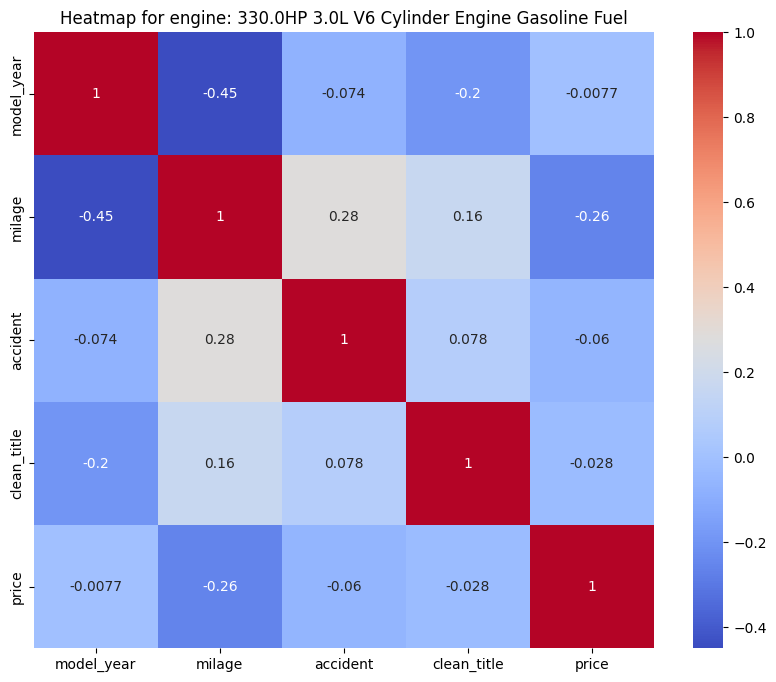 Heatmap for engine: 330.0HP 3.0L V6 Cylinder Engine Gasoline Fuel
model_year 1 -0.45 -0.074 -0.2 -0.0077
milage -0.45 1 0.28 0.16 -0.26
accident -0.074 0.28 1 0.078 -0.06
clean_title -0.2 0.16 0.078 1 -0.028
price -0.0077 -0.26 -0.06 -0.028 1
model_year milage accident clean_title price
1.0
0.8
0.6
0.4
0.2
0.0
−0.2
−0.4